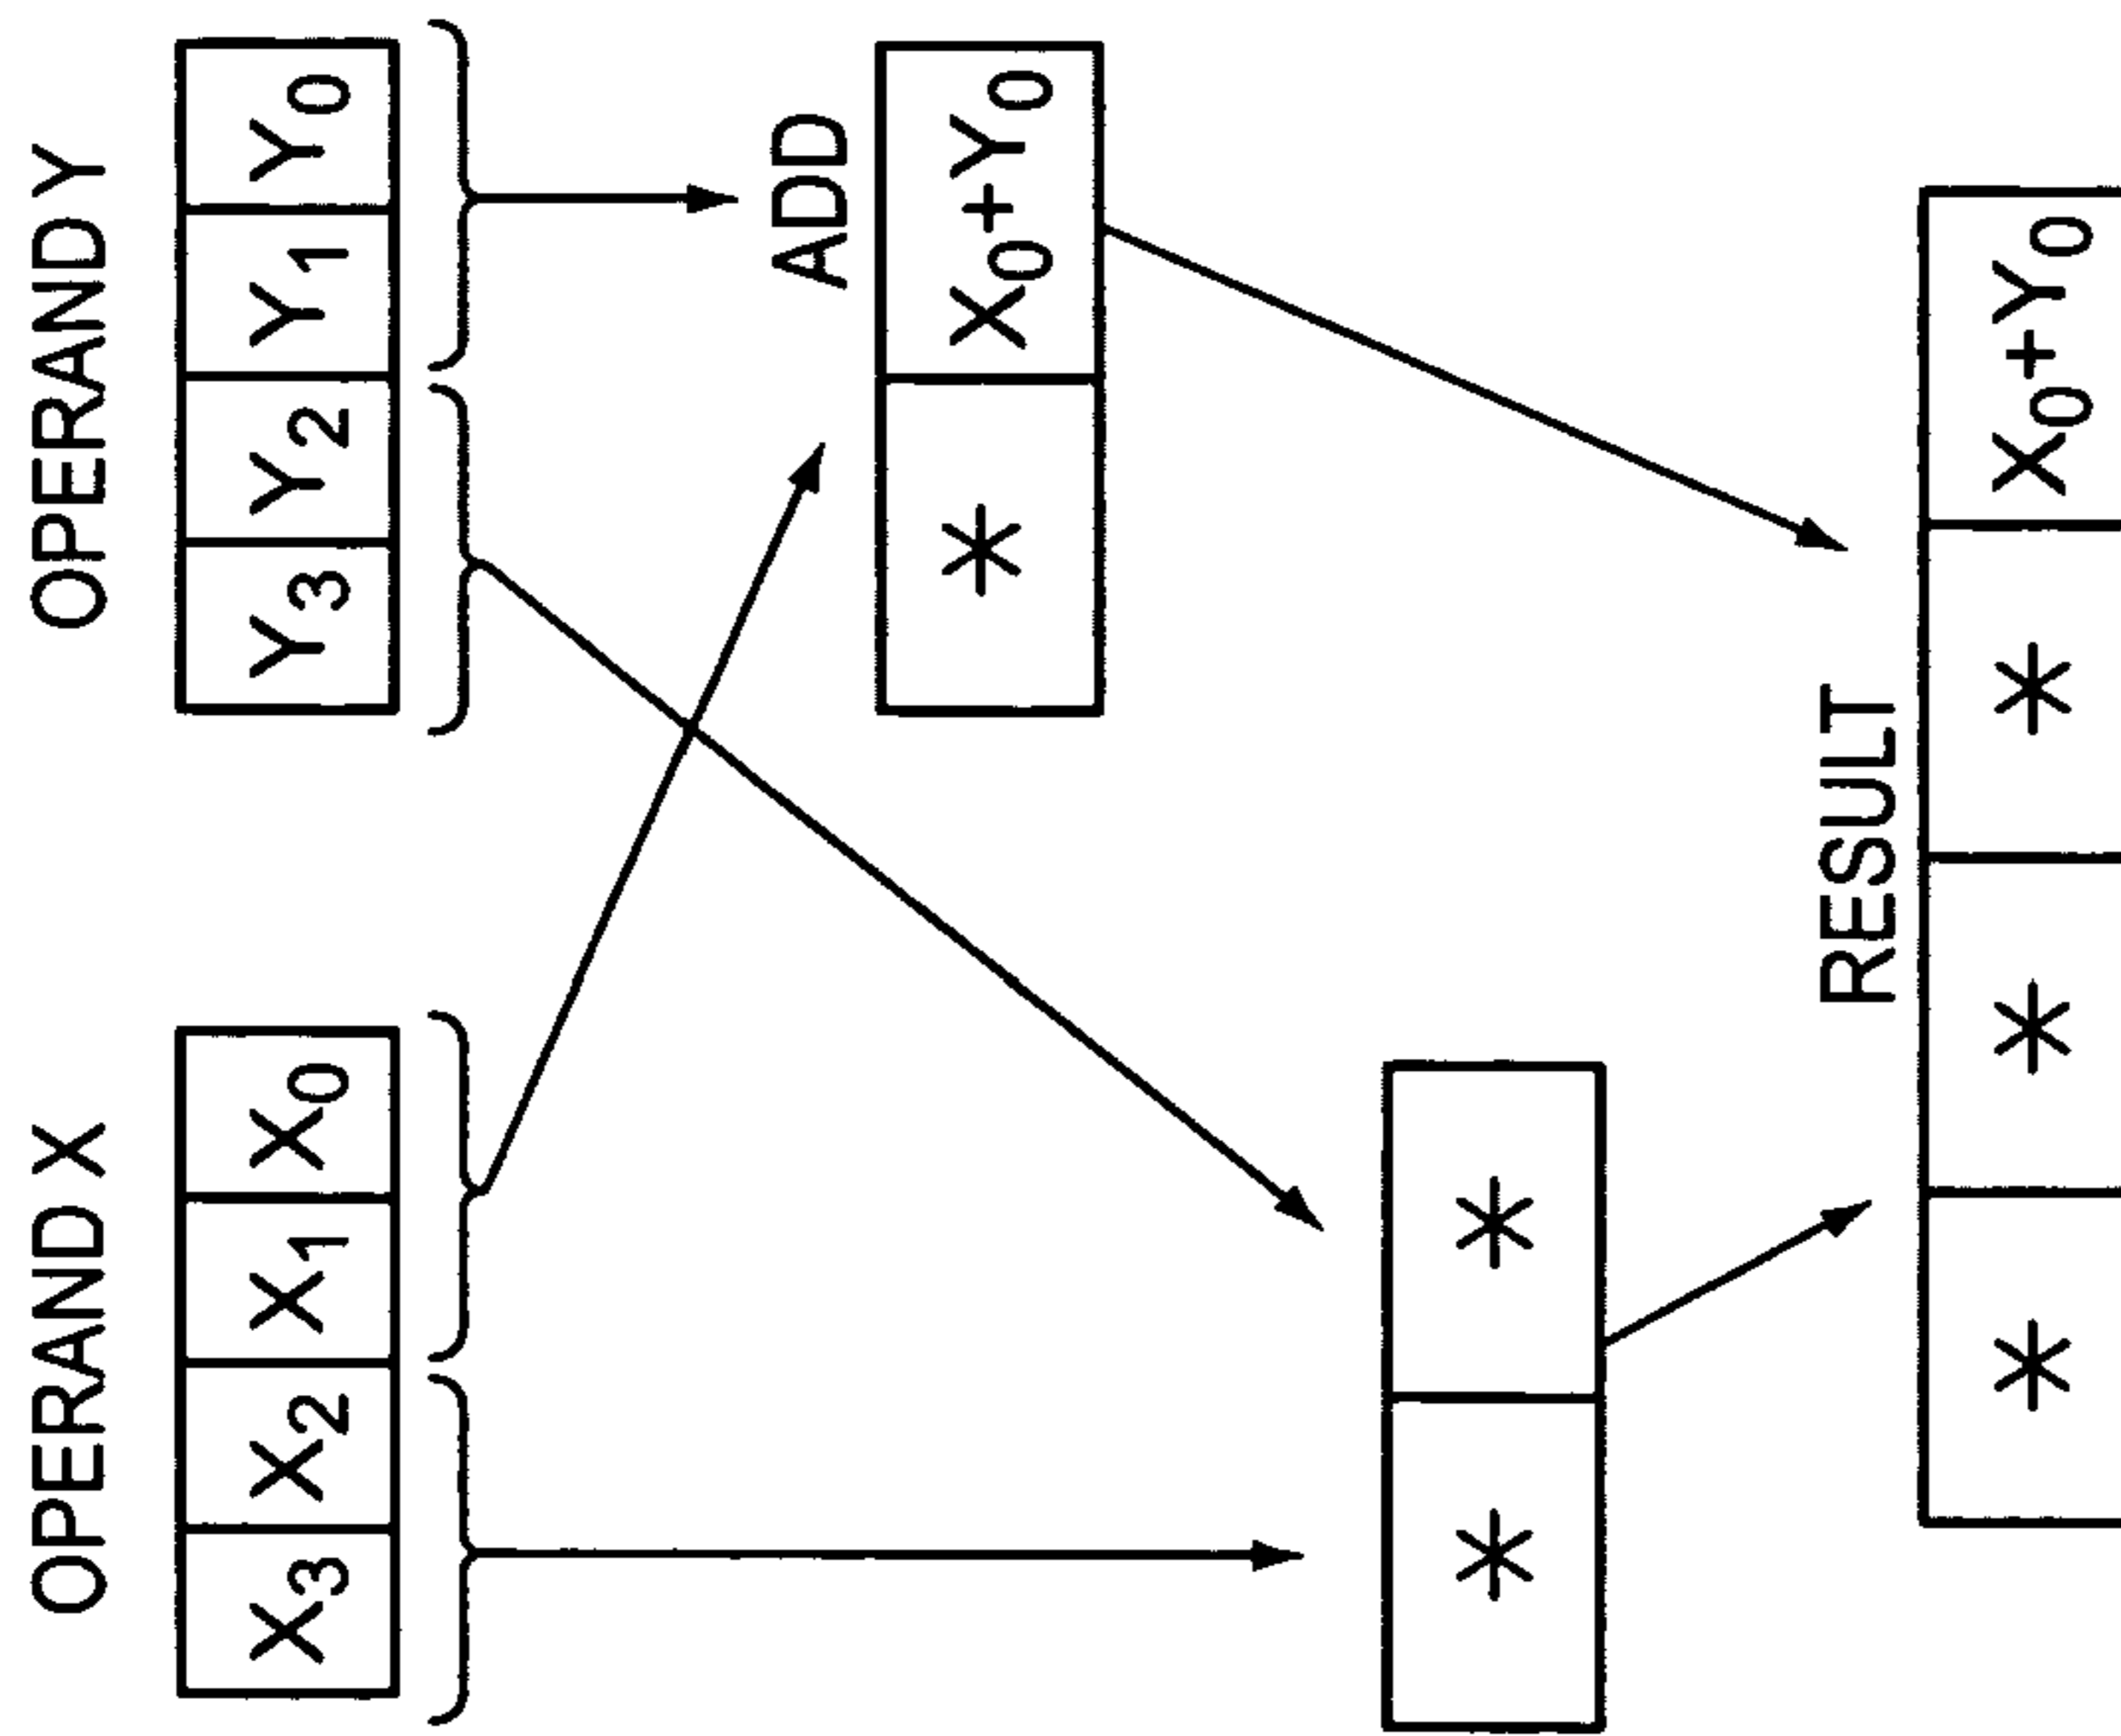 OPERAND X
OPERAND Y
X3 X2 X1 X0
Y3 Y2 Y1 Y0
ADD
* X0+Y0
* *
RESULT
* * * X0+Y0